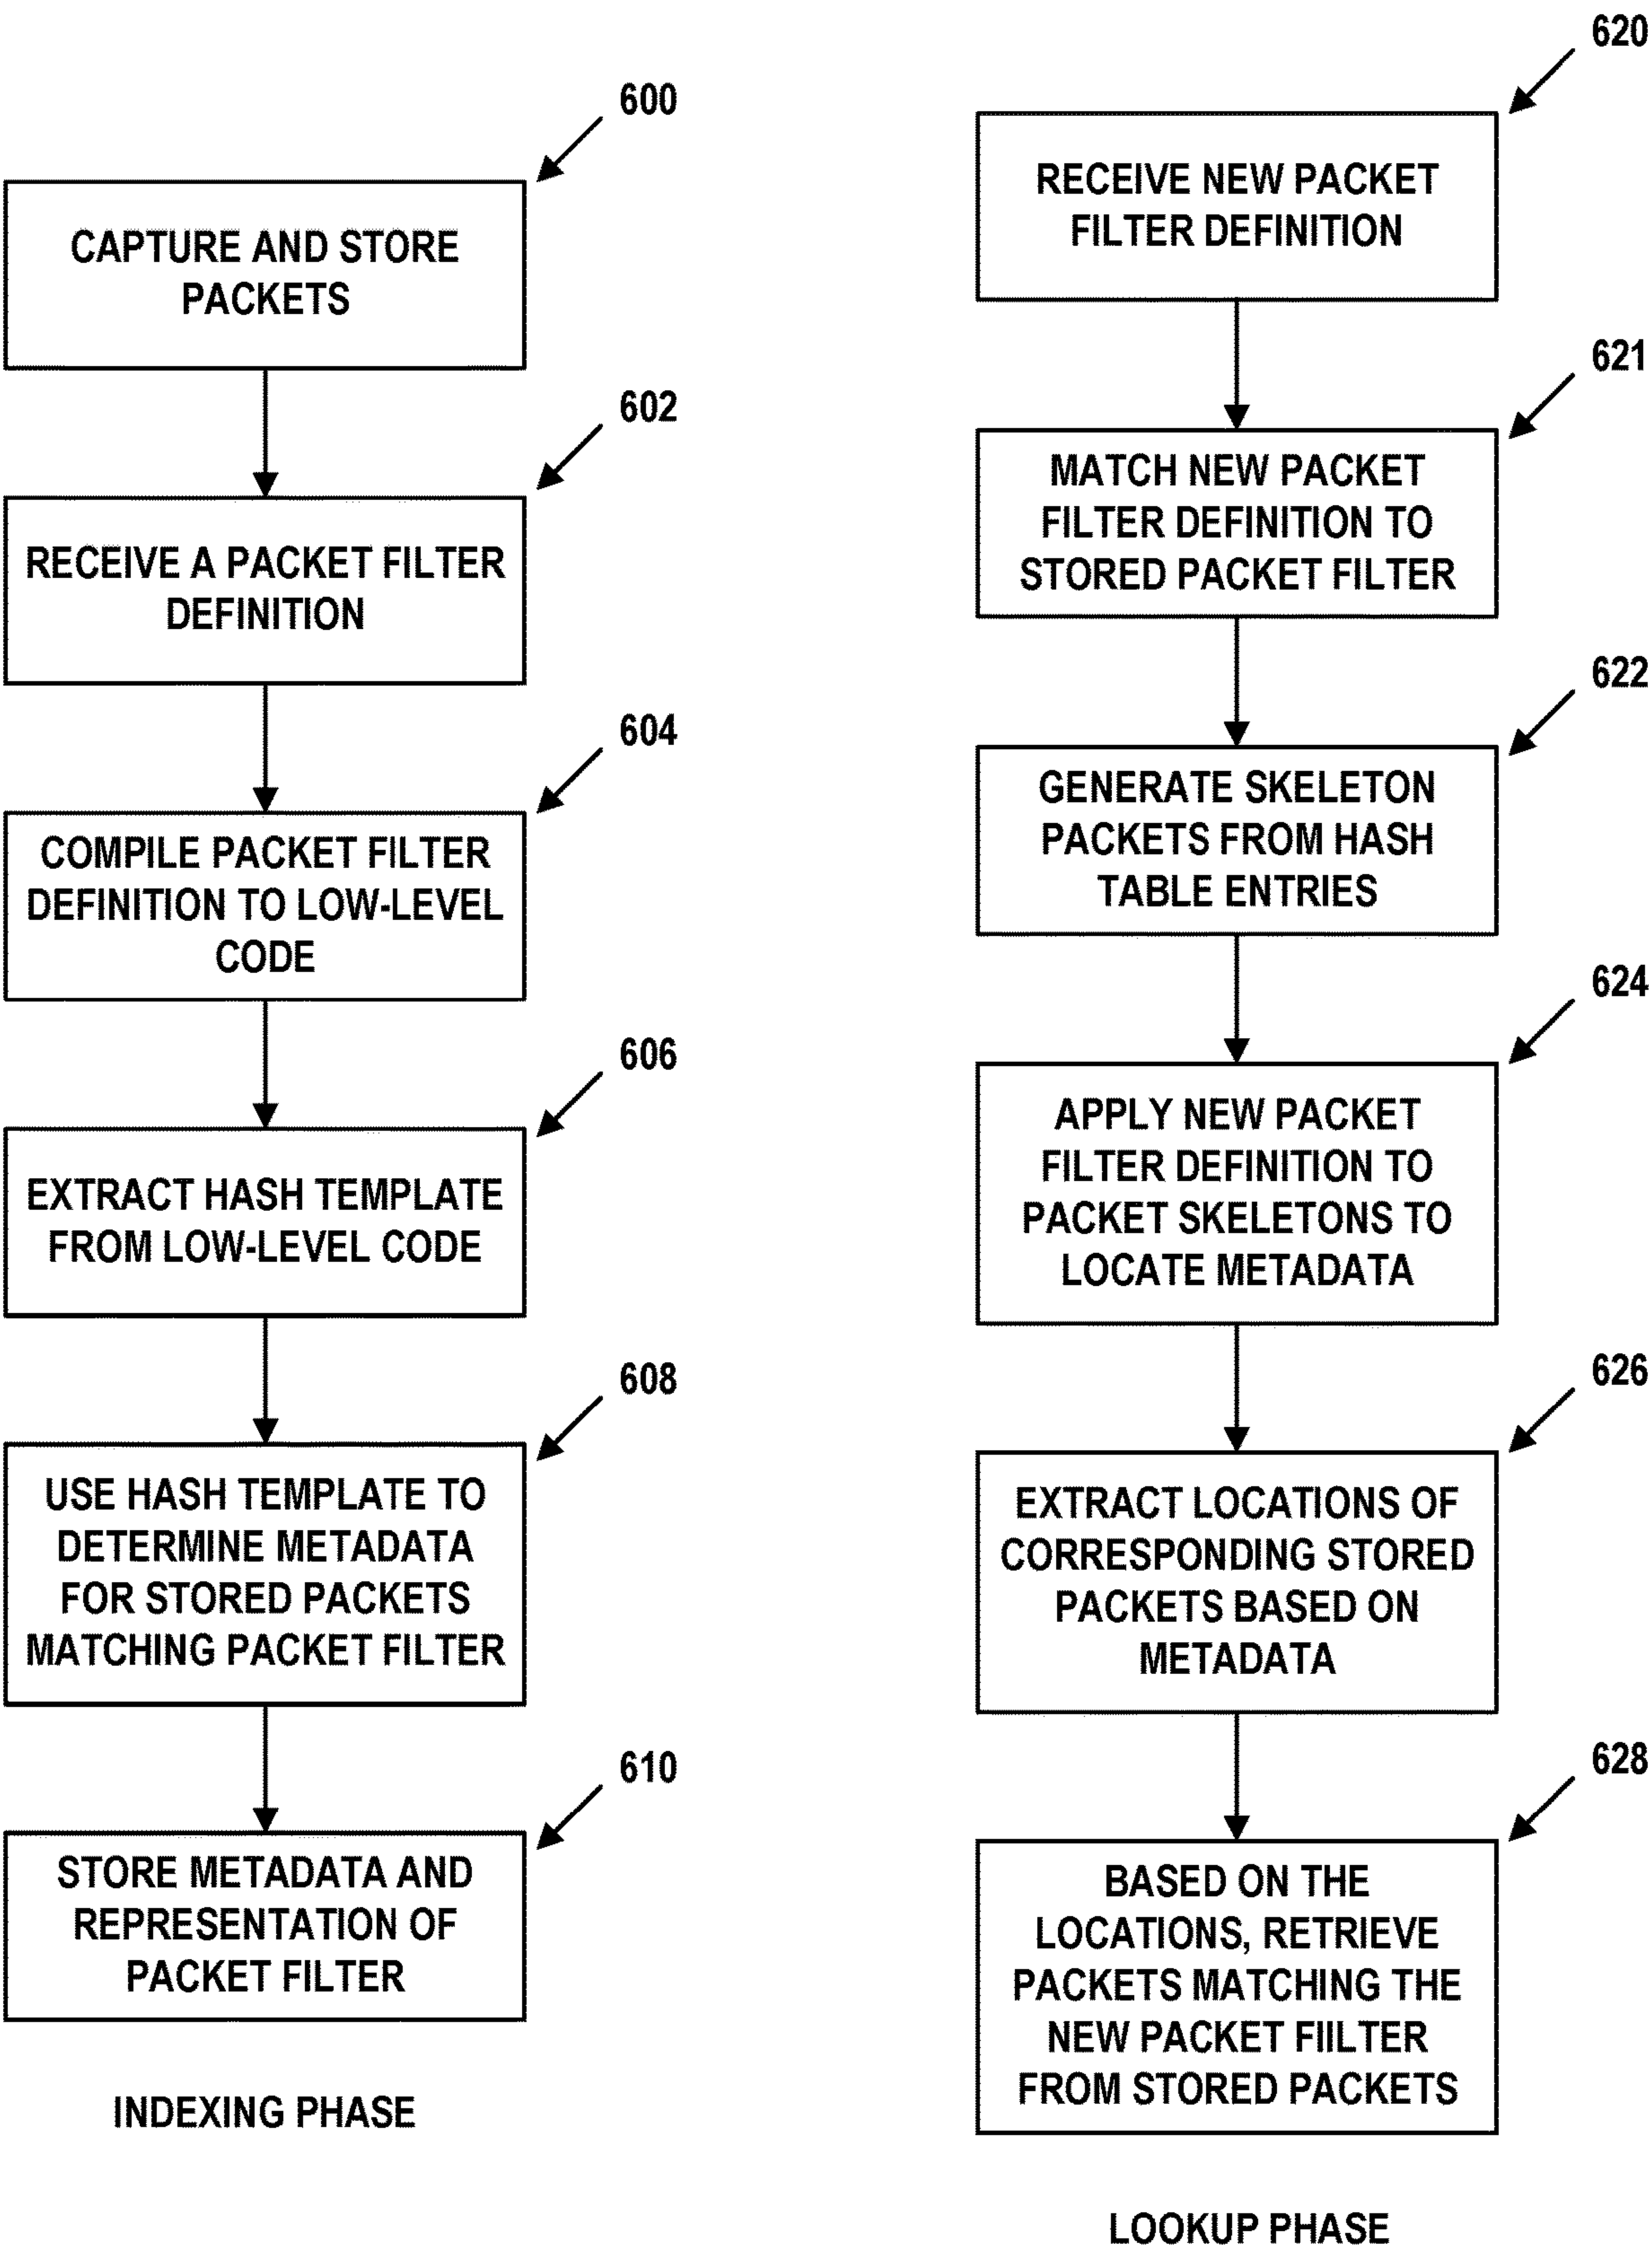 600
CAPTURE AND STORE
PACKETS
602
RECEIVE A PACKET FILTER
DEFINITION
604
COMPILE PACKET FILTER
DEFINITION TO LOW-LEVEL
CODE
606
EXTRACT HASH TEMPLATE
FROM LOW-LEVEL CODE
608
USE HASH TEMPLATE TO
DETERMINE METADATA
FOR STORED PACKETS
MATCHING PACKET FILTER
610
STORE METADATA AND
REPRESENTATION OF
PACKET FILTER
INDEXING PHASE
620
RECEIVE NEW PACKET
FILTER DEFINITION
621
MATCH NEW PACKET
FILTER DEFINITION TO
STORED PACKET FILTER
622
GENERATE SKELETON
PACKETS FROM HASH
TABLE ENTRIES
624
APPLY NEW PACKET
FILTER DEFINITION TO
PACKET SKELETONS TO
LOCATE METADATA
626
EXTRACT LOCATIONS OF
CORRESPONDING STORED
PACKETS BASED ON
METADATA
628
BASED ON THE
LOCATIONS, RETRIEVE
PACKETS MATCHING THE
NEW PACKET FIILTER
FROM STORED PACKETS
LOOKUP PHASE